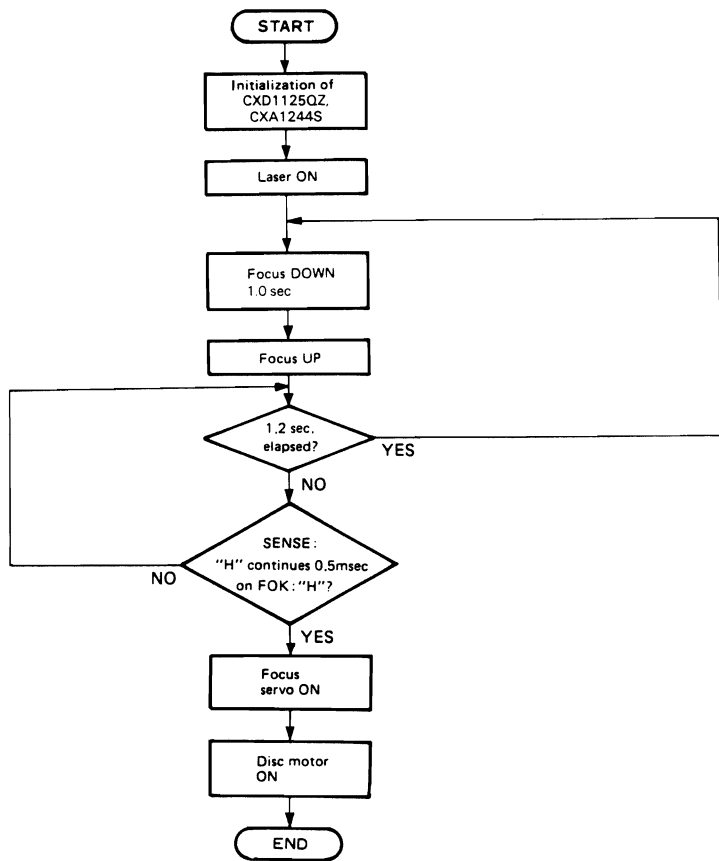 START
Initialization of
CXD1125QZ,
CXA1244S
Laser ON
Focus DOWN
1.0 sec
Focus UP
1.2 sec.
elapsed?
YES
NO
SENSE:
"H" continues 0.5msec
on FOK: "H"?
NO
YES
Focus
servo ON
Disc motor
ON
END